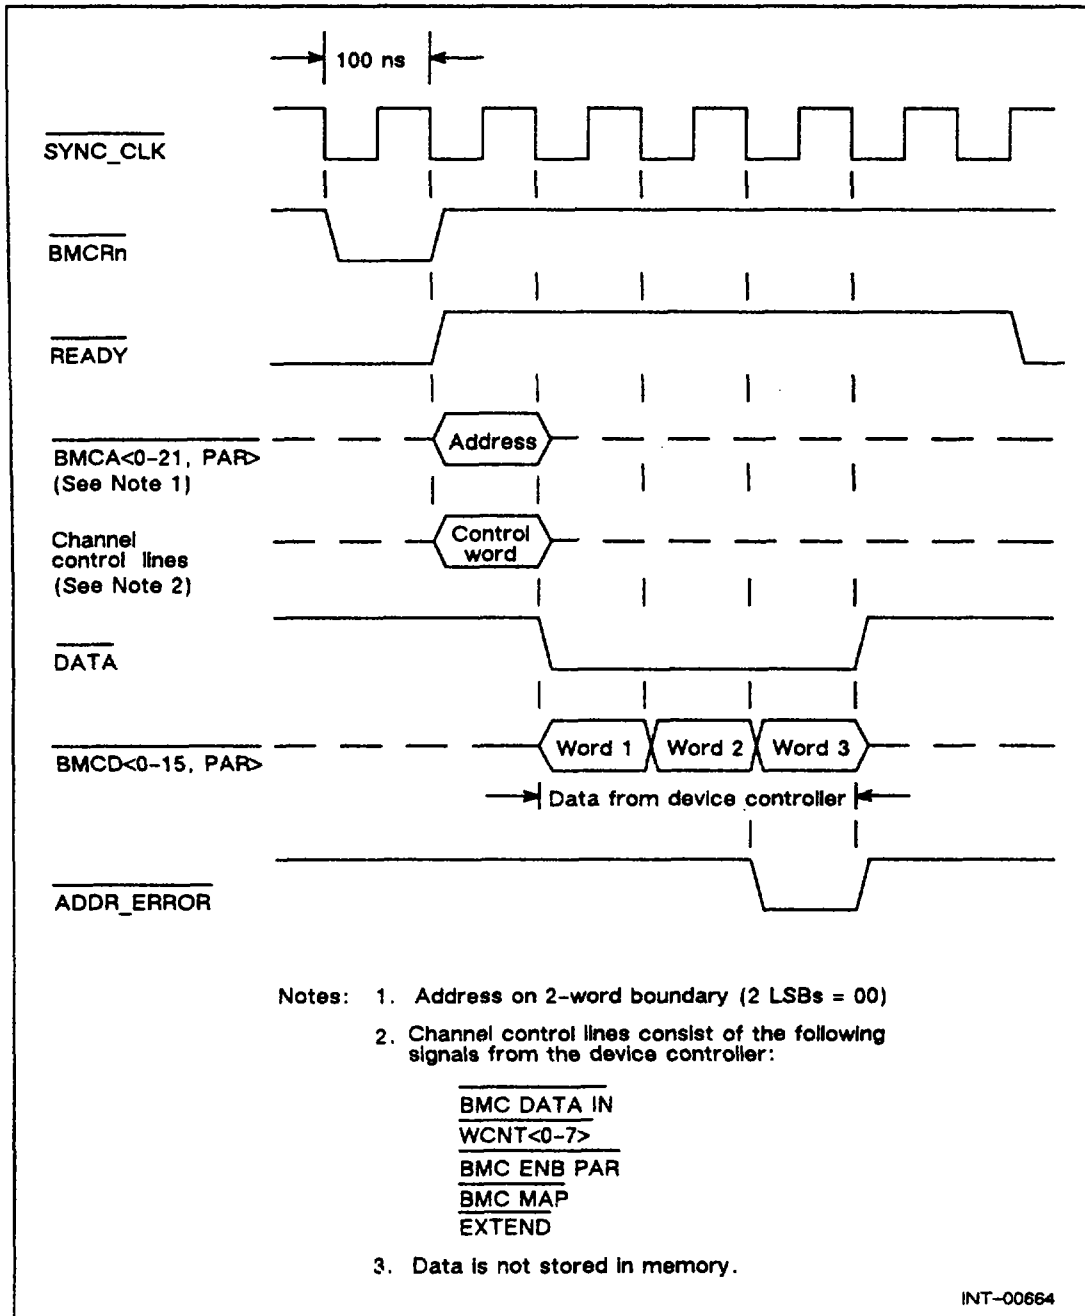 100 ns
SYNC_CLK
BMCRn
READY
Address
BMCA<0-21, PAR>
(See Note 1)
Channel
control lines
(See Note 2)
Control
word
DATA
Word 1 Word 2 Word 3
BMCD<0-15, PAR>
Data from device controller
ADDR_ERROR
Notes: 1. Address on 2-word boundary (2 LSBs = 00)
2. Channel control lines consist of the following
signals from the device controller:
BMC DATA IN
WCNT<0-7>
BMC ENB PAR
BMC MAP
EXTEND
3. Data is not stored in memory.
INT-00664